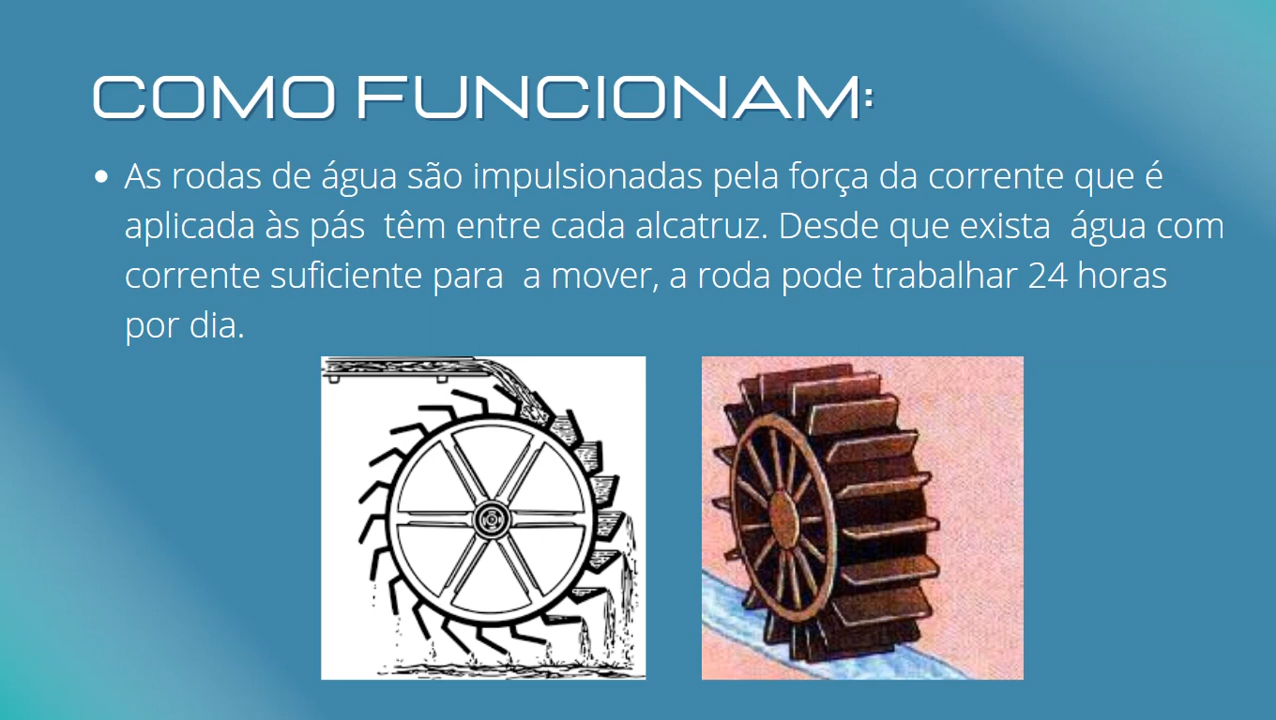 COMO FUNCIONAM:
• As rodas de água são impulsionadas pela força da corrente que é
aplicada às pás  têm entre cada alcatruz. Desde que exista  água com
corrente suficiente para  a mover, a roda pode trabalhar 24 horas
por dia.